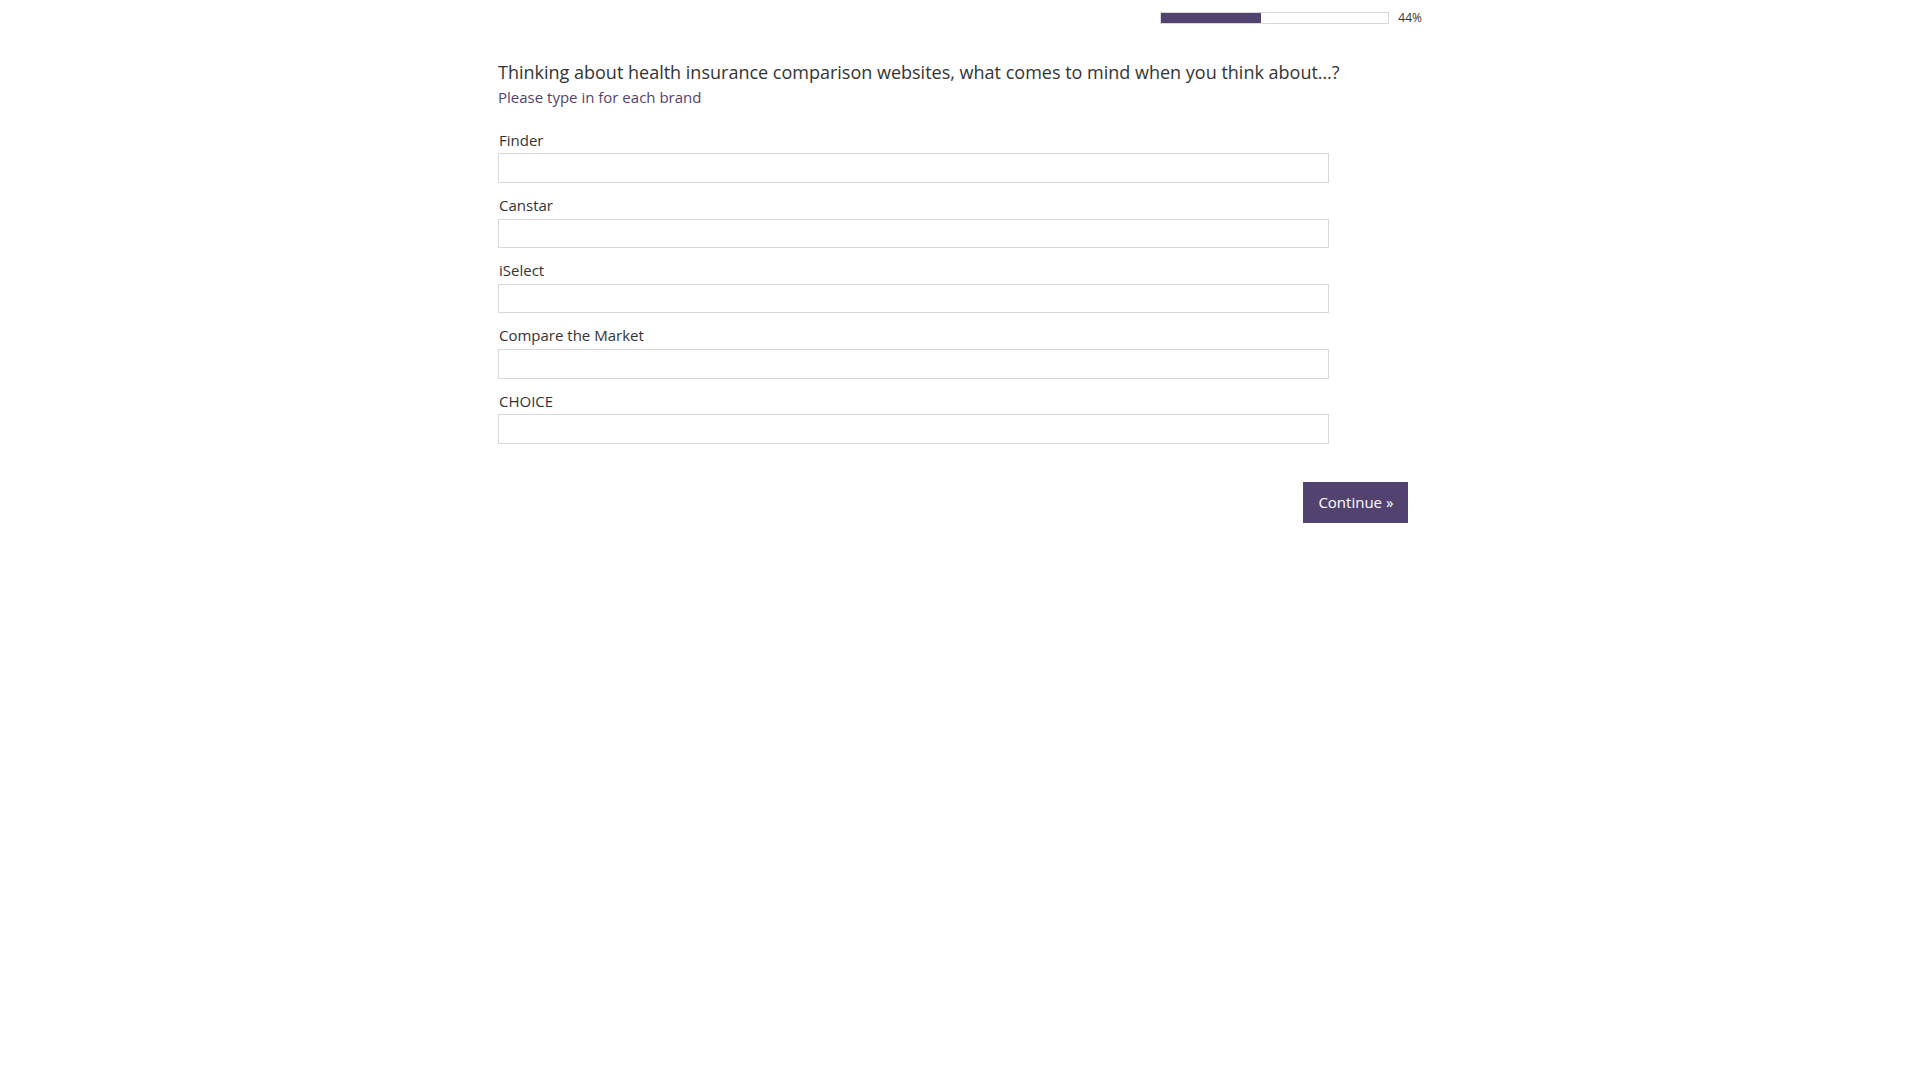 44%
Thinking about health insurance comparison websites, what comes to mind when you think about...?
Please type in for each brand
Finder
Canstar
iSelect
Compare the Market
CHOICE
Continue »